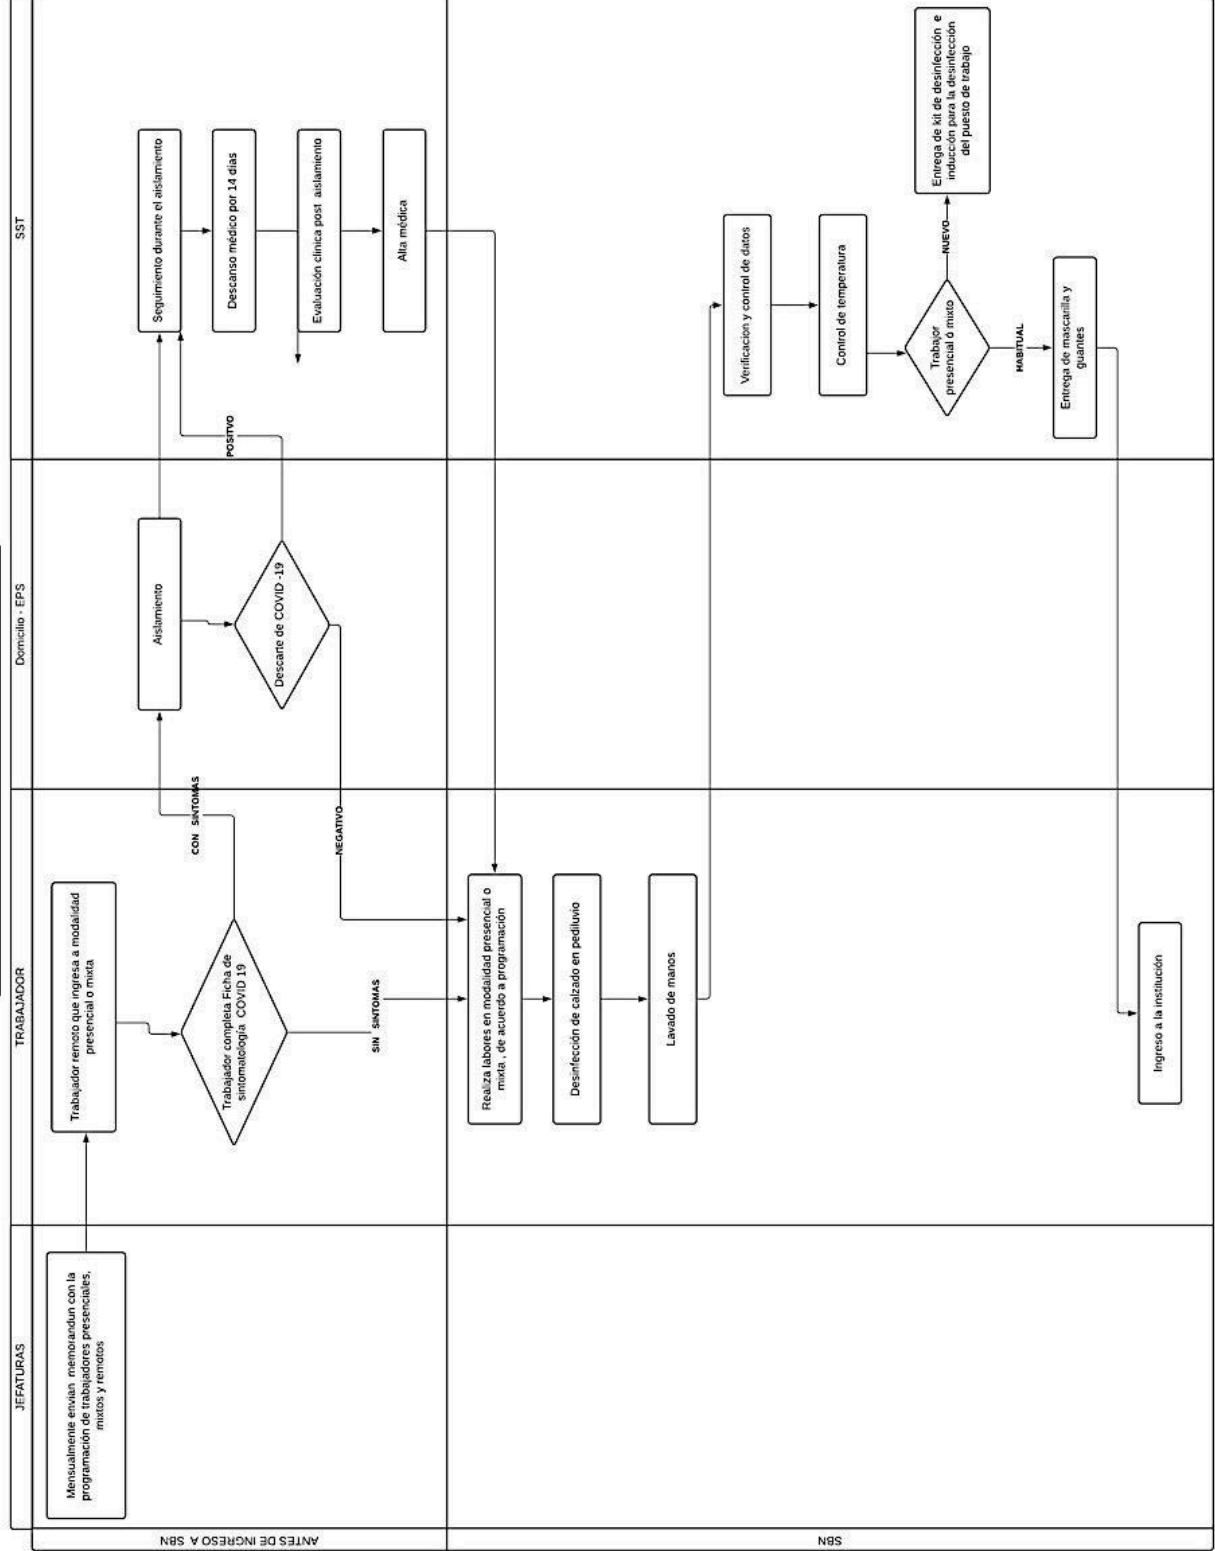 JEFATURAS
TRABAJADOR
Domicilio - EPS
SST
ANTES DE INGRESO A SBN
Mensualmente envian memorandun con la
programación de trabajadores presenciales,
mixtos y remotos
Trabajador remoto que ingresa a modalidad
presencial o mixta
Trabajador completa Ficha de
sintomatología COVID 19
CON SINTOMAS
SIN SINTOMAS
Aislamiento
Descarte de COVID -19
POSITVO
NEGATIVO
Seguimiento durante el aislamiento
Descanso médico por 14 dias
Evaluación clinica post aislamiento
Alta médica
SBN
Realiza labores en modalidad presencial o
mixta , de acuerdo a programación
Desinfección de calzado en pediluvio
Lavado de manos
Verificacion y control de datos
Control de temperatura
Trabajor
presencial ó mixto
NUEVO
Entrega de kit de desinfección e
inducción para la desinfección
del puesto de trabajo
HABITUAL
Entrega de mascarilla y
guantes
Ingreso a la institución